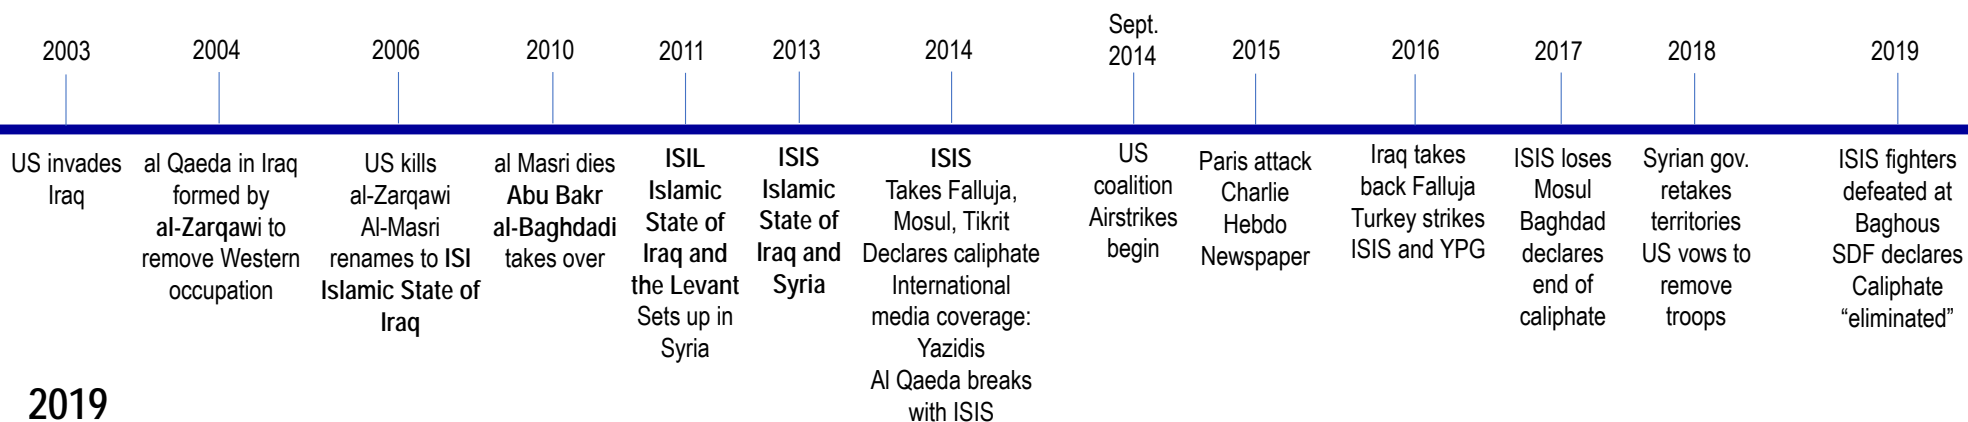 2003
US invades
Iraq
2004
al Qaeda in Iraq
formed by
al-Zarqawi to
remove Western
occupation
2006
US kills
al-Zarqawi
Al-Masri
renames to ISI
Islamic State of
Iraq
2010
al Masri dies
Abu Bakr
al-Baghdadi
takes over
2011
ISIL
Islamic
State of
Iraq and
the Levant
Sets up in
Syria
2013
ISIS
Islamic
State of
Iraq and
Syria
2014
ISIS
Takes Falluja,
Mosul, Tikrit
Declares caliphate
International
media coverage:
Yazidis
Al Qaeda breaks
with ISIS
Sept.
2014
US
coalition
Airstrikes
begin
2015
Paris attack
Charlie
Hebdo
Newspaper
2016
Iraq takes
back Falluja
Turkey strikes
ISIS and YPG
2017
ISIS loses
Mosul
Baghdad
declares
end of
caliphate
2018
Syrian gov.
retakes
territories
US vows to
remove
troops
2019
ISIS fighters
defeated at
Baghous
SDF declares
Caliphate
“eliminated”
2019